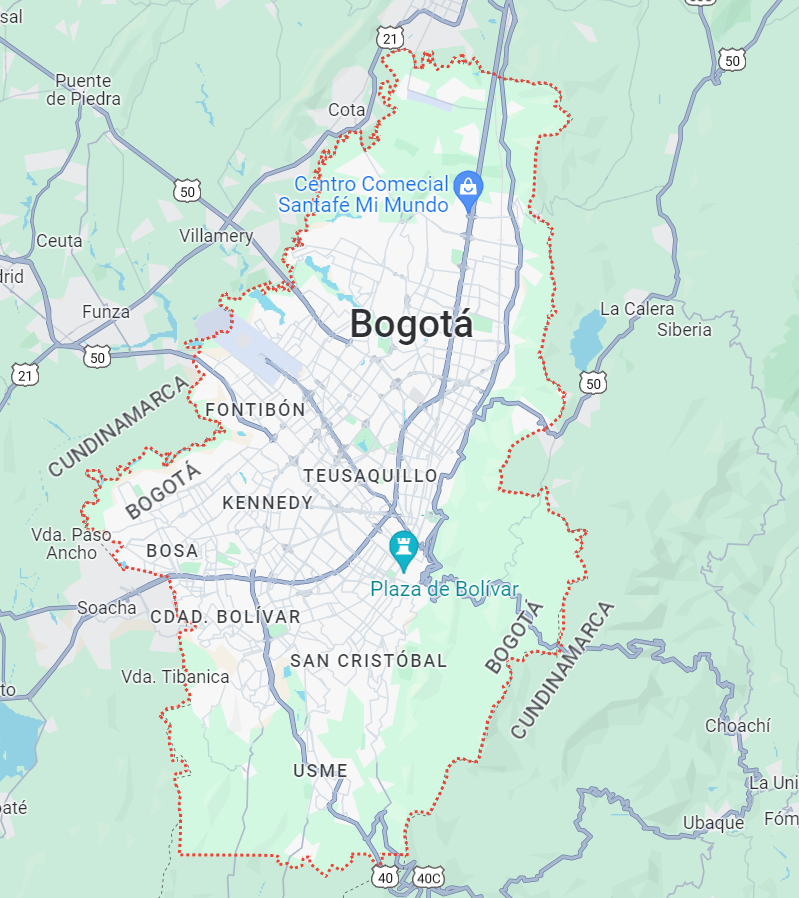 sal
21
50
Puente
de Piedra
Cota
50
Centro Comecial
Santafé Mi Mundo
Villamery
Ceuta
drid
Funza
La Calera
Siberia
Bogotá
50
21
50
CUNDINAMARCA
FONTIBÓN
BOGOTÁ
TEUSAQUILLO
KENNEDY
Vda. Paso
Ancho
BOSA
Plaza de Bolívar
Soacha
CDAD. BOLÍVAR
BOGOTÁ
CUNDINAMARCA
SAN CRISTÓBAL
Vda. Tibanica
to
Choachí
USME
La Uni
até
Ubaque
Fóm
40
40C